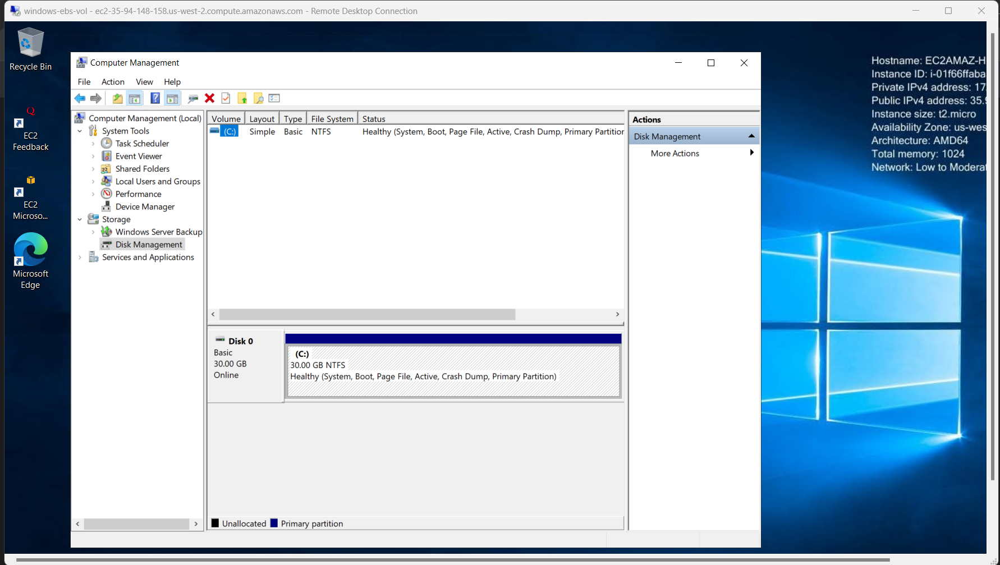 windows-ebs-vol - ec2-35-94-148-158.us-west-2.compute.amazonaws.com - Remote Desktop Connection
Recycle Bin
EC2
Feedback
EC2
Microso...
Microsoft
Edge
Computer Management
File Action View Help
Computer Management (Local)
System Tools
Task Scheduler
Event Viewer
Shared Folders
Local Users and Groups
Performance
Device Manager
Storage
Windows Server Backup
Disk Management
Services and Applications
Volume Layout Type File System Status
(C:) Simple Basic NTFS Healthy (System, Boot, Page File, Active, Crash Dump, Primary Partition
Disk 0
Basic
30.00 GB
Online
(C:)
30.00 GB NTFS
Healthy (System, Boot, Page File, Active, Crash Dump, Primary Partition)
Unallocated Primary partition
Actions
Disk Management
More Actions
Hostname: EC2AMAZ-H
Instance ID: i-01f66ffaba
Private IPv4 address: 17
Public IPv4 address: 35.9
Instance size: t2.micro
Availability Zone: us-wes
Architecture: AMD64
Total memory: 1024
Network: Low to Moderat